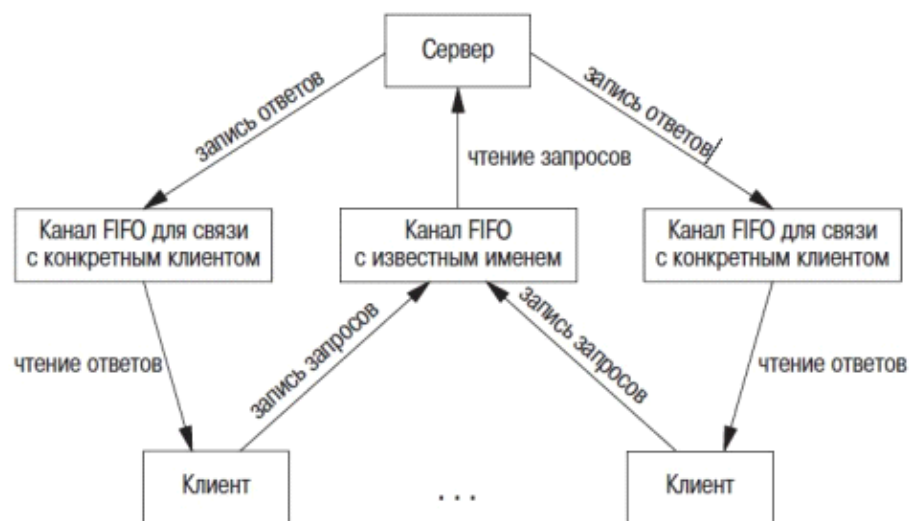 Сервер
запись ответов
запись ответов
чтение запросов
Канал FIFO для связи
с конкретным клиентом
Канал FIFO
с известным именем
Канал FIFO для связи
с конкретным клиентом
чтение ответов
запись запросов
запись запросов
чтение ответов
Клиент
. . .
Клиент